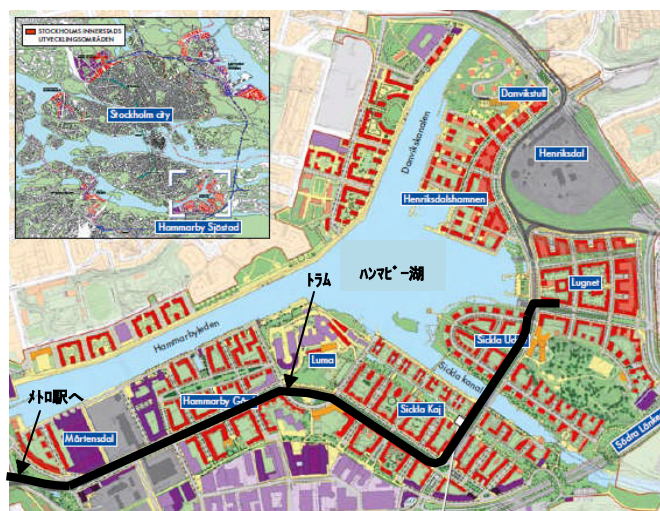 STOCKHOLMS INNERSTADS
UTVECKLINGSOMRÅDEN
Stockholm city
Hammarby Sjöstad
Danvikstull
Danvikskanalen
Henriksdal
Henriksdalshamnen
トラム
ハンマビー湖
Lugnet
Hammarbyleden
Sickla Udde
Luma
Sickla kanal
メトロ駅へ
Hammarby Gård
Sickla Kaj
Mårtensdal
Södra Länken